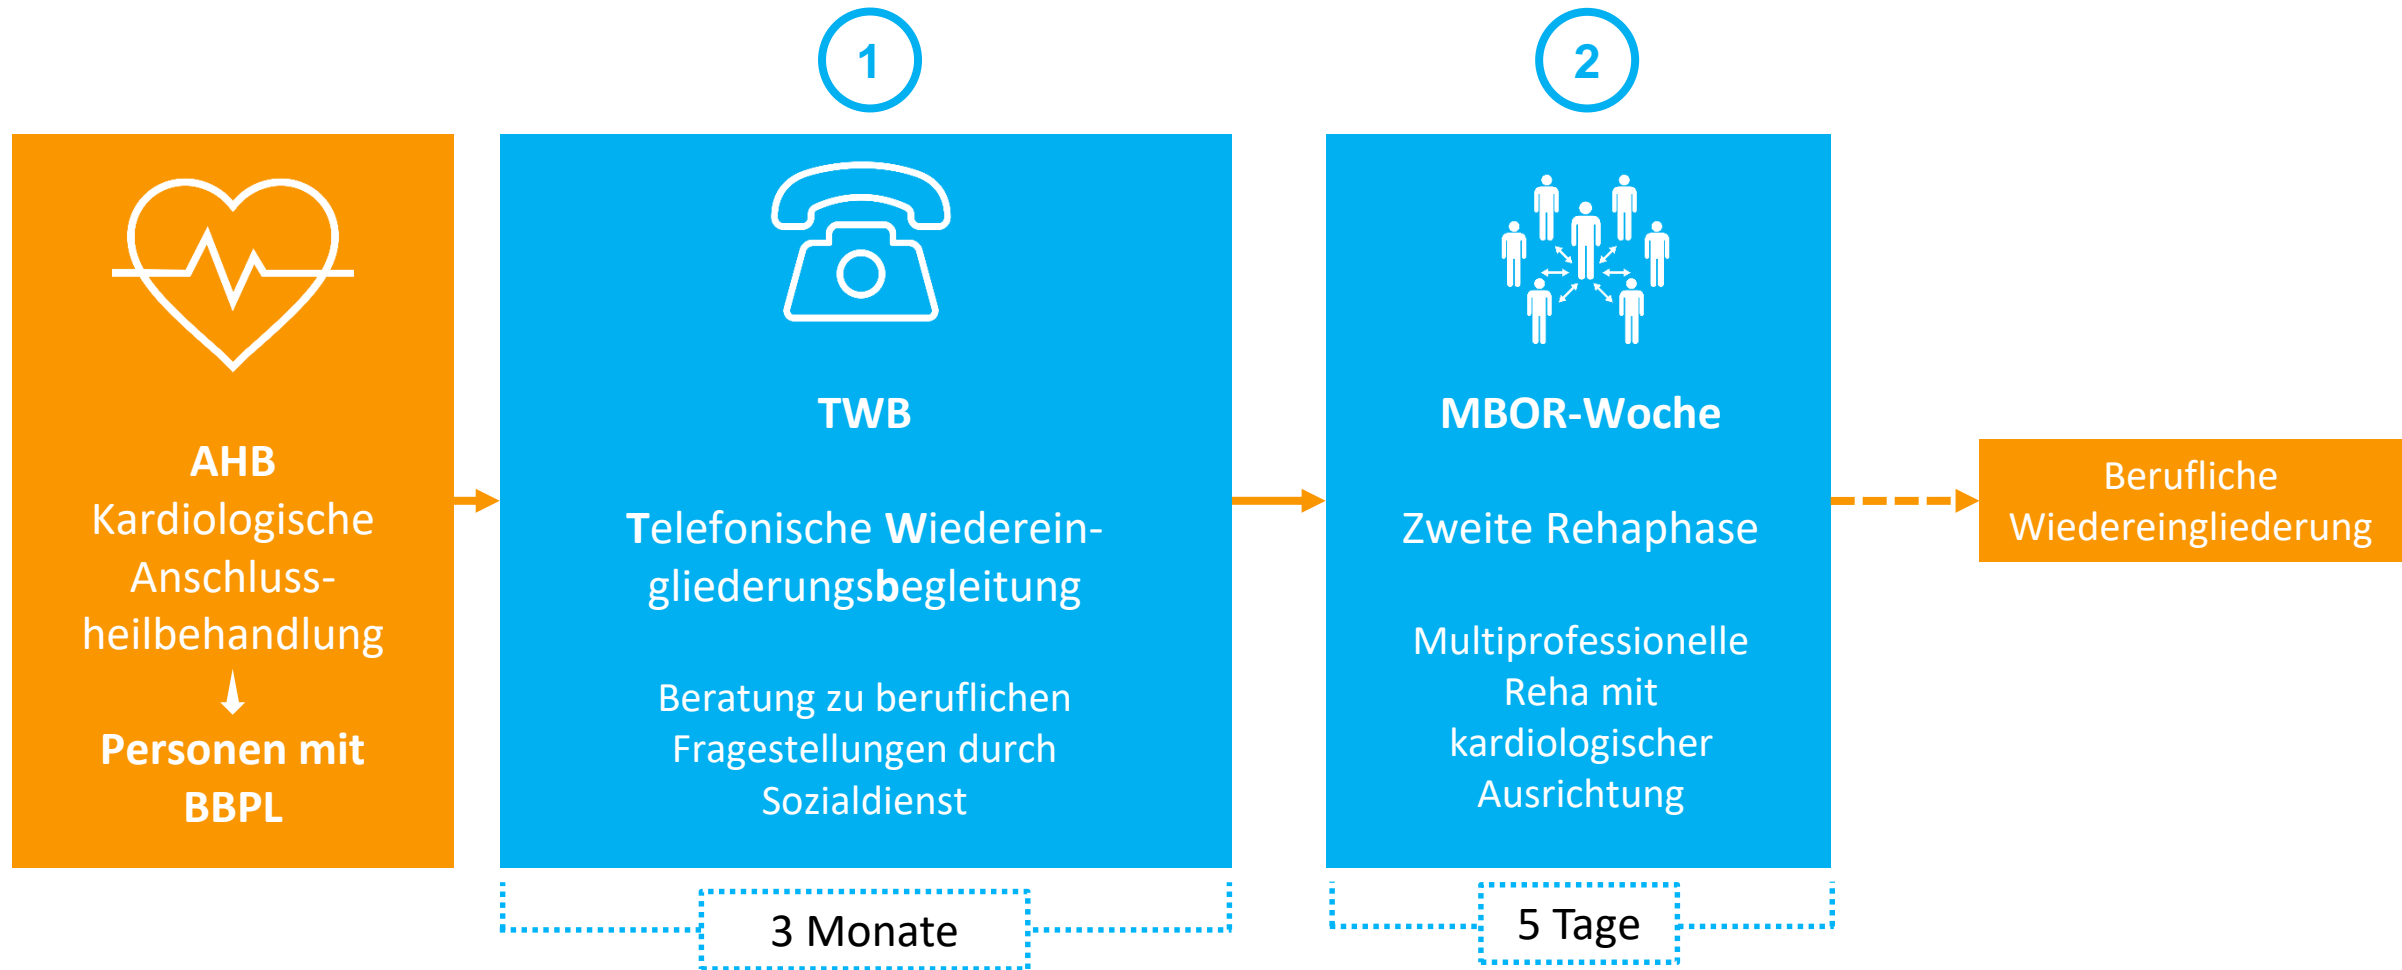 1
2
AHB
Kardiologische
Anschluss-
heilbehandlung
Personen mit
BBPL
TWB
Telefonische Wiederein-
gliederungsbegleitung
Beratung zu beruflichen
Fragestellungen durch
Sozialdienst
MBOR-Woche
Zweite Rehaphase
Multiprofessionelle
Reha mit
kardiologischer
Ausrichtung
Berufliche
Wiedereingliederung
3 Monate
5 Tage